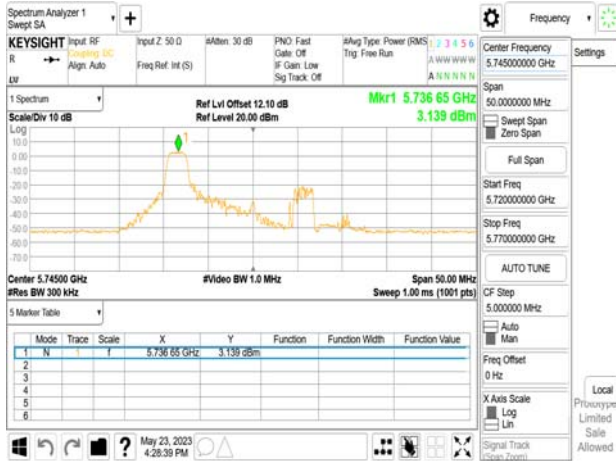 Spectrum Analyzer 1
Swept SA
Frequency
KEYSIGHT
R
Input: RF
Coupling: DC
Align: Auto
Input Z: 50 Ω
Freq Ref: Int (S)
#Atten: 30 dB
PNO: Fast
Gate: Off
IF Gain: Low
Sig Track: Off
#Avg Type: Power (RMS
Trig: Free Run
1 2 3 4 5 6
A W W W W W
A N N N N N
1 Spectrum
Scale/Div 10 dB
Ref Lvl Offset 12.10 dB
Ref Level 20.00 dBm
Mkr1 5.736 65 GHz
3.139 dBm
Log
10.0
0.00
-10.0
-20.0
-30.0
-40.0
-50.0
-60.0
-70.0
1
Center 5.74500 GHz
#Res BW 300 kHz
#Video BW 1.0 MHz
Span 50.00 MHz
Sweep 1.00 ms (1001 pts)
5 Marker Table
Mode Trace Scale X Y Function Function Width Function Value
1 N 1 f 5.736 65 GHz 3.139 dBm
2
3
4
5
6
May 23, 2023
4:28:39 PM
Center Frequency
5.745000000 GHz
Span
50.0000000 MHz
Swept Span
Zero Span
Full Span
Start Freq
5.720000000 GHz
Stop Freq
5.770000000 GHz
AUTO TUNE
CF Step
5.000000 MHz
Auto
Man
Freq Offset
0 Hz
X Axis Scale
Log
Lin
Signal Track
(Span Zoom)
Settings
Local
Prototype
Limited
Sale
Allowed